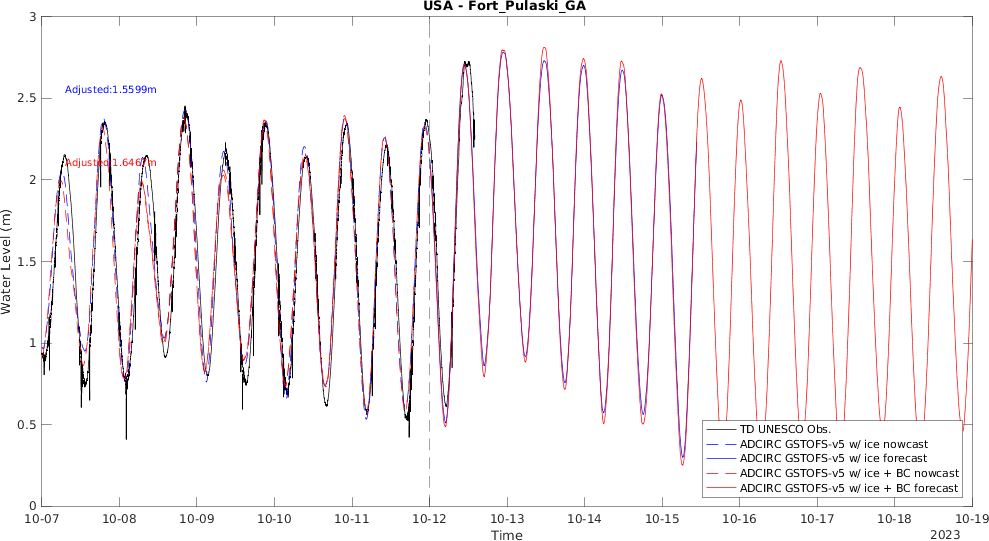 USA - Fort_Pulaski_GA
3
2.5
2
1.5
1
0.5
0
Water Level (m)
Adjusted:1.5599m
Adjusted:1.6467m
TD UNESCO Obs.
ADCIRC GSTOFS-v5 w/ ice nowcast
ADCIRC GSTOFS-v5 w/ ice forecast
ADCIRC GSTOFS-v5 w/ ice + BC nowcast
ADCIRC GSTOFS-v5 w/ ice + BC forecast
10-07 10-08 10-09 10-10 10-11 10-12 10-13 10-14 10-15 10-16 10-17 10-18 10-19
Time
2023